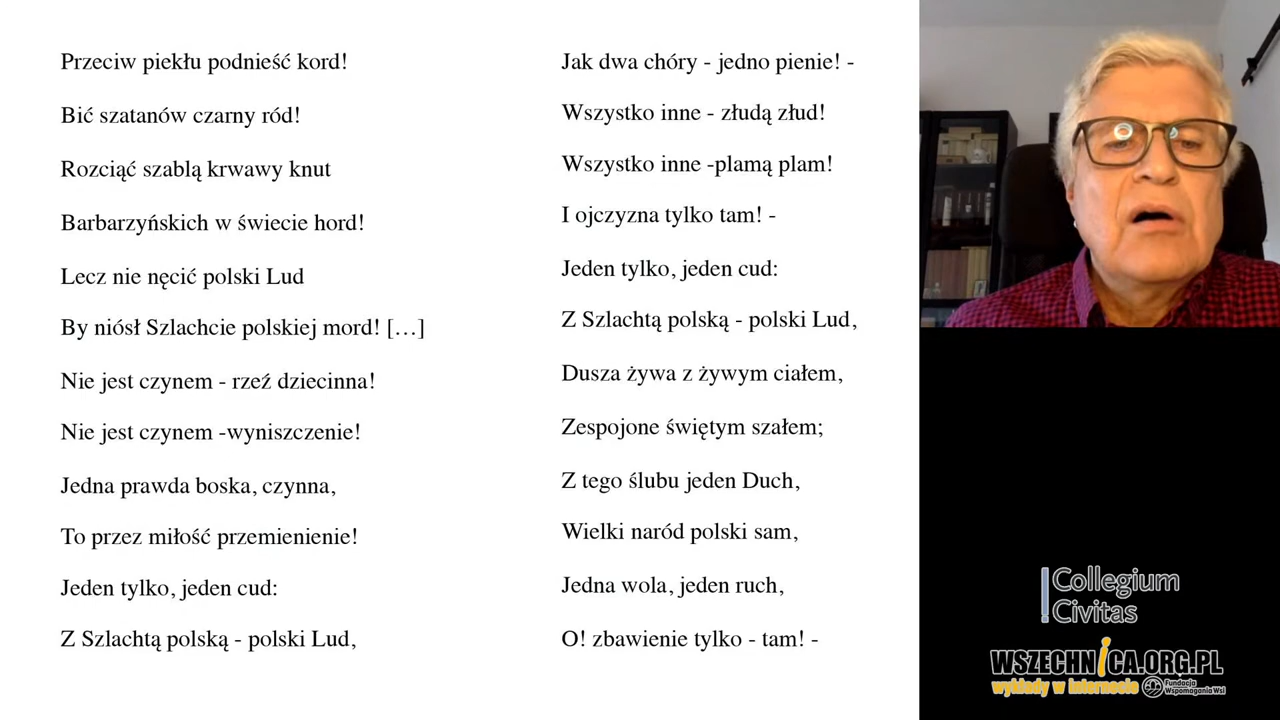 Przeciw piekłu podnieść kord!
Bić szatanów czarny ród!
Rozciąć szablą krwawy knut
Barbarzyńskich w świecie hord!
Lecz nie nęcić polski Lud
By niósł Szlachcie polskiej mord! […]
Nie jest czynem - rzeź dziecinna!
Nie jest czynem -wyniszczenie!
Jedna prawda boska, czynna,
To przez miłość przemienienie!
Jeden tylko, jeden cud:
Z Szlachtą polską - polski Lud,
Jak dwa chóry - jedno pienie! -
Wszystko inne - złudą złud!
Wszystko inne -plamą plam!
I ojczyzna tylko tam! -
Jeden tylko, jeden cud:
Z Szlachtą polską - polski Lud,
Dusza żywa z żywym ciałem,
Zespojone świętym szałem;
Z tego ślubu jeden Duch,
Wielki naród polski sam,
Jedna wola, jeden ruch,
O! zbawienie tylko - tam! -
Collegium
Civitas
WSZECHNICA.ORG.PL
wykłady w internecie
Fundacja
Wspomagania Wsi